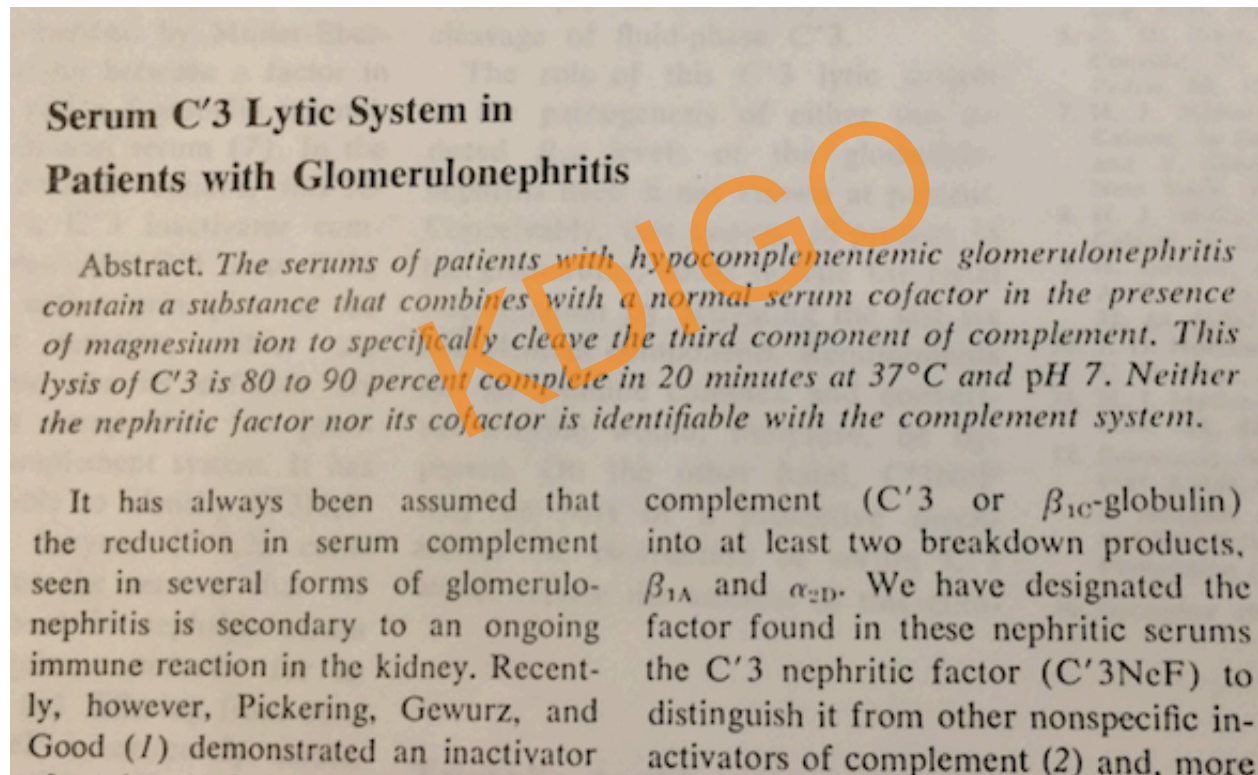 Serum C′3 Lytic System in
Patients with Glomerulonephritis
Abstract. The serums of patients with hypocomplementemic glomerulonephritis
contain a substance that combines with a normal serum cofactor in the presence
of magnesium ion to specifically cleave the third component of complement. This
lysis of C′3 is 80 to 90 percent complete in 20 minutes at 37°C and pH 7. Neither
the nephritic factor nor its cofactor is identifiable with the complement system.
KDIGO
It has always been assumed that
the reduction in serum complement
seen in several forms of glomerulo-
nephritis is secondary to an ongoing
immune reaction in the kidney. Recent-
ly, however, Pickering, Gewurz, and
Good (1) demonstrated an inactivator
complement (C′3 or β1C-globulin)
into at least two breakdown products,
β1A and α2D. We have designated the
factor found in these nephritic serums
the C′3 nephritic factor (C′3NeF) to
distinguish it from other nonspecific in-
activators of complement (2) and, more